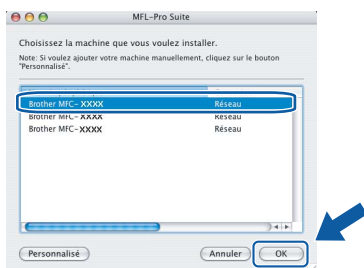 MFL-Pro Suite
Choisissez la machine que vous voulez installer.
Note: Si voulez ajouter votre machine manuellement, cliquez sur le bouton
"Personnalisé".
Brother MFC- XXXX Réseau
Brother MFC- XXXX Réseau
Brother MFC- XXXX Réseau
Personnalisé Annuler OK